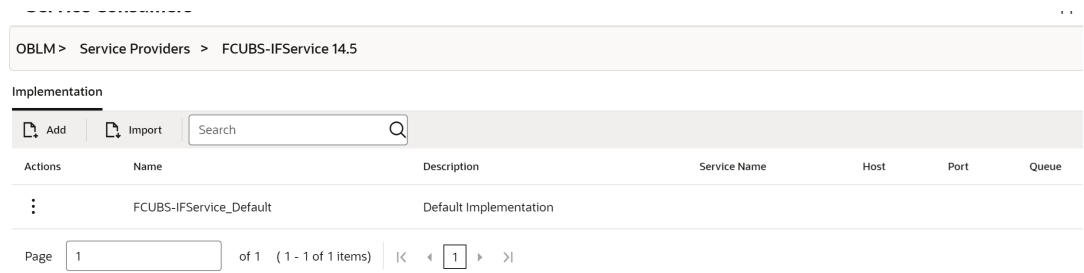 OBLM > Service Providers > FCUBS-IFService 14.5
Implementation
Add Import Search
Actions Name Description Service Name Host Port Queue
FCUBS-IFService_Default Default Implementation
Page 1 of 1 ( 1 - 1 of 1 items) 1